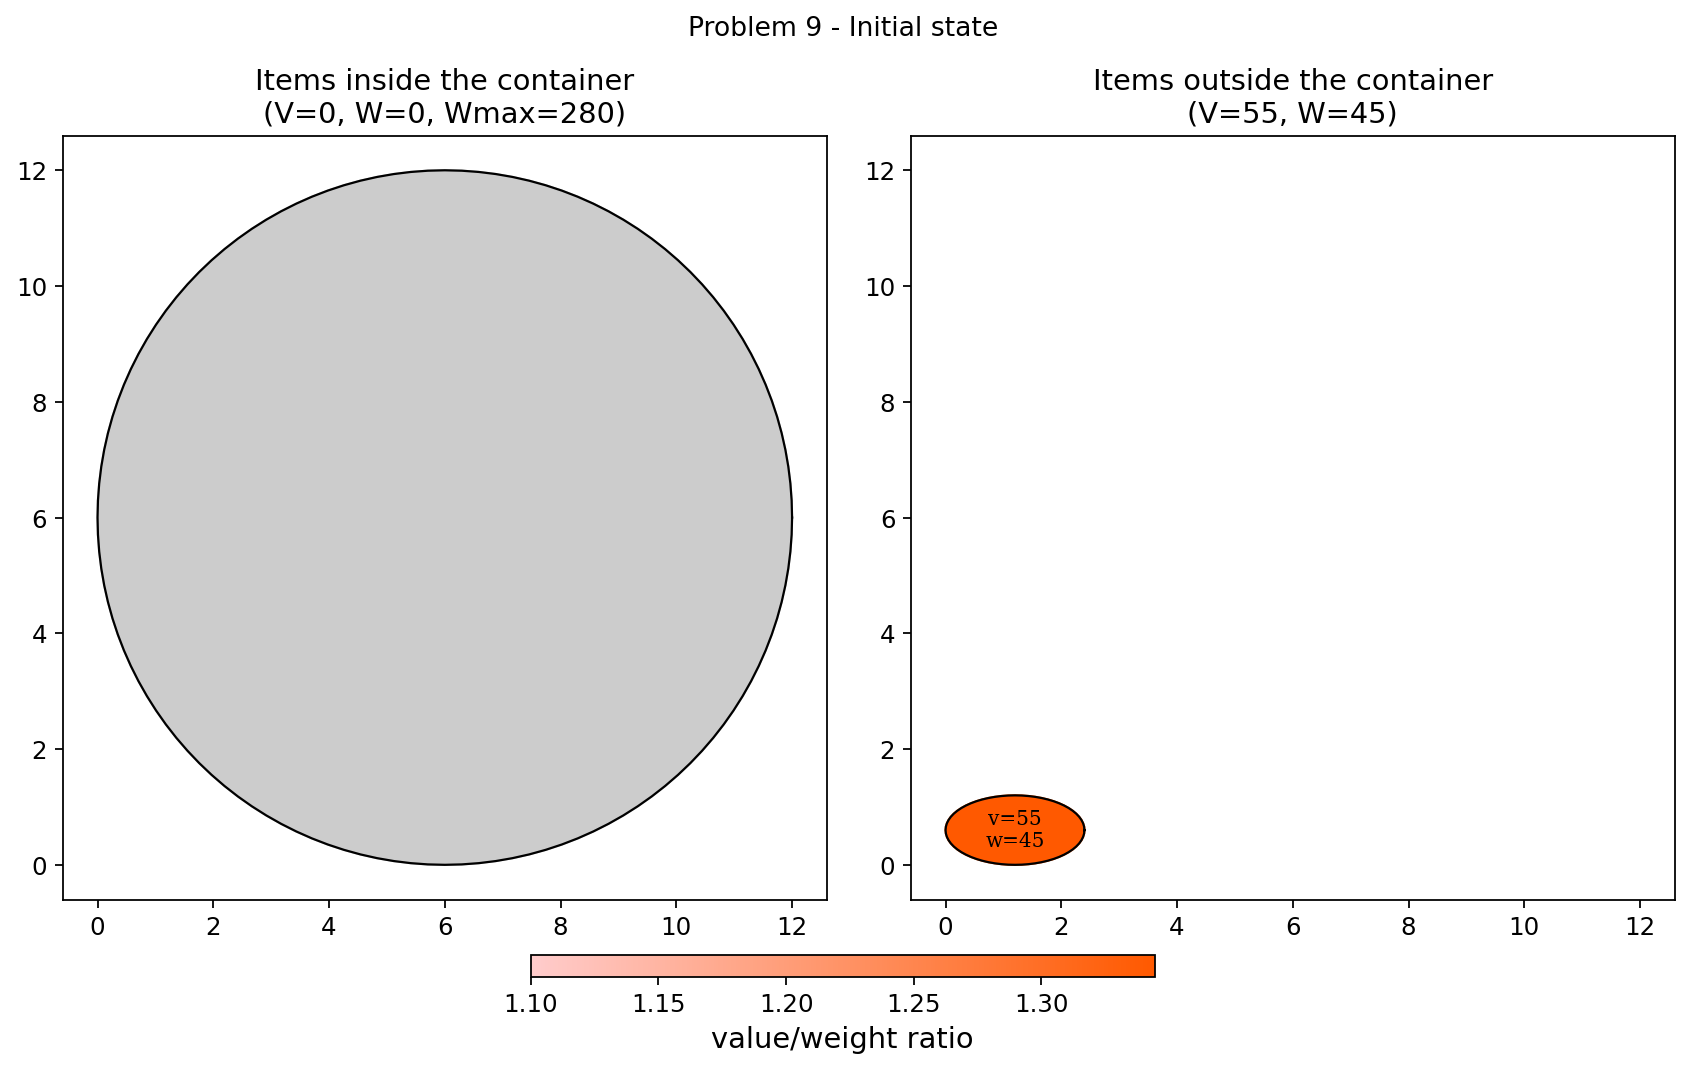 Problem 9 - Initial state
Items inside the container
(V=0, W=0, Wmax=280)
12
10
8
6
4
2
0
0 2 4 6 8 10 12
Items outside the container
(V=55, W=45)
12
10
8
6
4
2
0
v=55
w=45
0 2 4 6 8 10 12
1.10 1.15 1.20 1.25 1.30
value/weight ratio